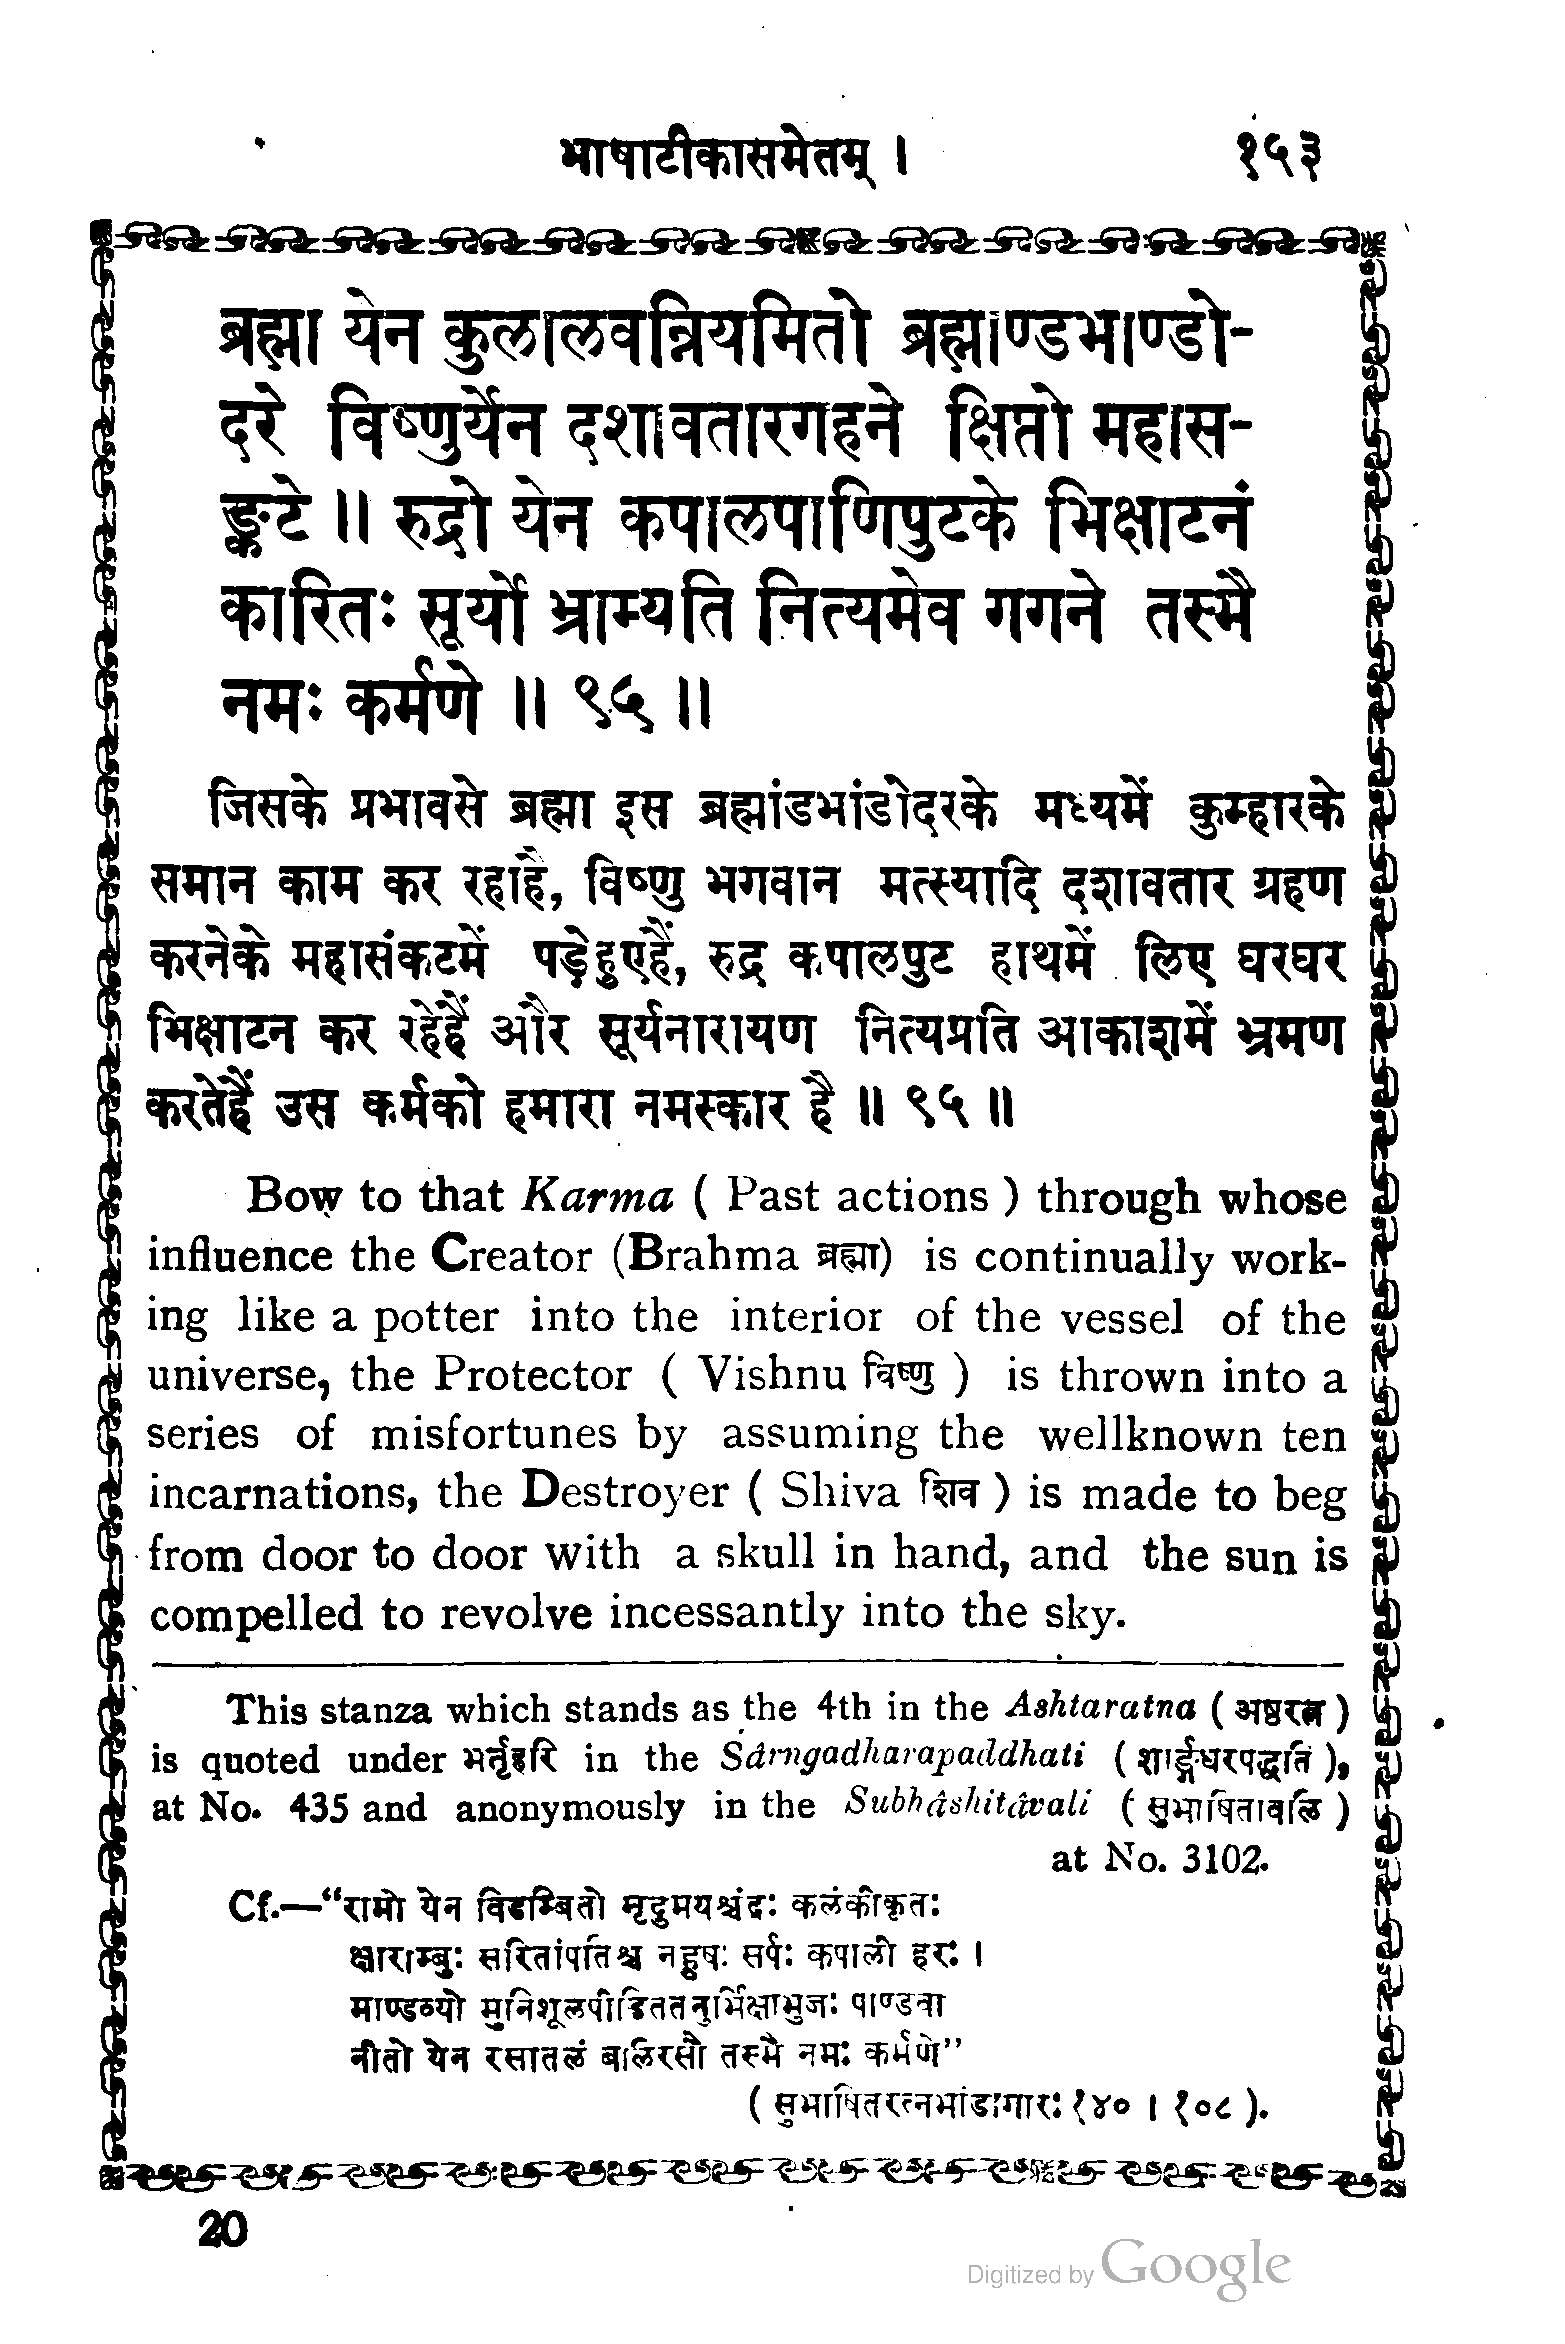 भाषाटीकासमेतम् । १५३
ब्रह्मा येन कुलालवन्नियमितो ब्रह्माण्डभाण्डो-
दरे विष्णुर्येन दशावतारगहने क्षिप्तो महास-
ङ्कटे ॥ रुद्रो येन कपालपाणिपुटके भिक्षाटनं
कारितः सूर्यो भ्राम्यति नित्यमेव गगने तस्मै
नमः कर्मणे ॥ ९५ ॥
जिसके प्रभावसे ब्रह्मा इस ब्रह्मांडभांडोदरके मध्यमें कुम्हारके
समान काम कर रहाहै, विष्णु भगवान मत्स्यादि दशावतार ग्रहण
करनेके महासंकटमें पड़ेहुएहैं, रुद्र कपालपुट हाथमें लिए घरघर
भिक्षाटन कर रहेहैं और सूर्यनारायण नित्यप्रति आकाशमें भ्रमण
करतेहैं उस कर्मको हमारा नमस्कार है ॥ ९५ ॥
Bow to that Karma ( Past actions ) through whose
influence the Creator (Brahma ब्रह्मा) is continually work-
ing like a potter into the interior of the vessel of the
universe, the Protector ( Vishnu विष्णु ) is thrown into a
series of misfortunes by assuming the wellknown ten
incarnations, the Destroyer ( Shiva शिव ) is made to beg
from door to door with a skull in hand, and the sun is
compelled to revolve incessantly into the sky.
This stanza which stands as the 4th in the Ashtaratna ( अष्टरत्न )
is quoted under भर्तृहरि in the Sârngadharapaddhati ( शार्ङ्गधरपद्धति ),
at No. 435 and anonymously in the Subhâshitâvali ( सुभाषितावलि )
at No. 3102.
Cf.—“रामो येन विडम्बितो मृदुमयश्चंद्रः कलंकीकृतः
क्षाराम्बुः सरितांपतिश्च नहुषः सर्पः कपाली हरः ।
माण्डव्यो मुनिशूलपीडिततनुर्भिक्षाभुजः पाण्डवा
नीतो येन रसातलं बलिरसौ तस्मै नमः कर्मणे”
( सुभाषितरत्नभांडागारः १४० । १०८ ).
20
Digitized by Google